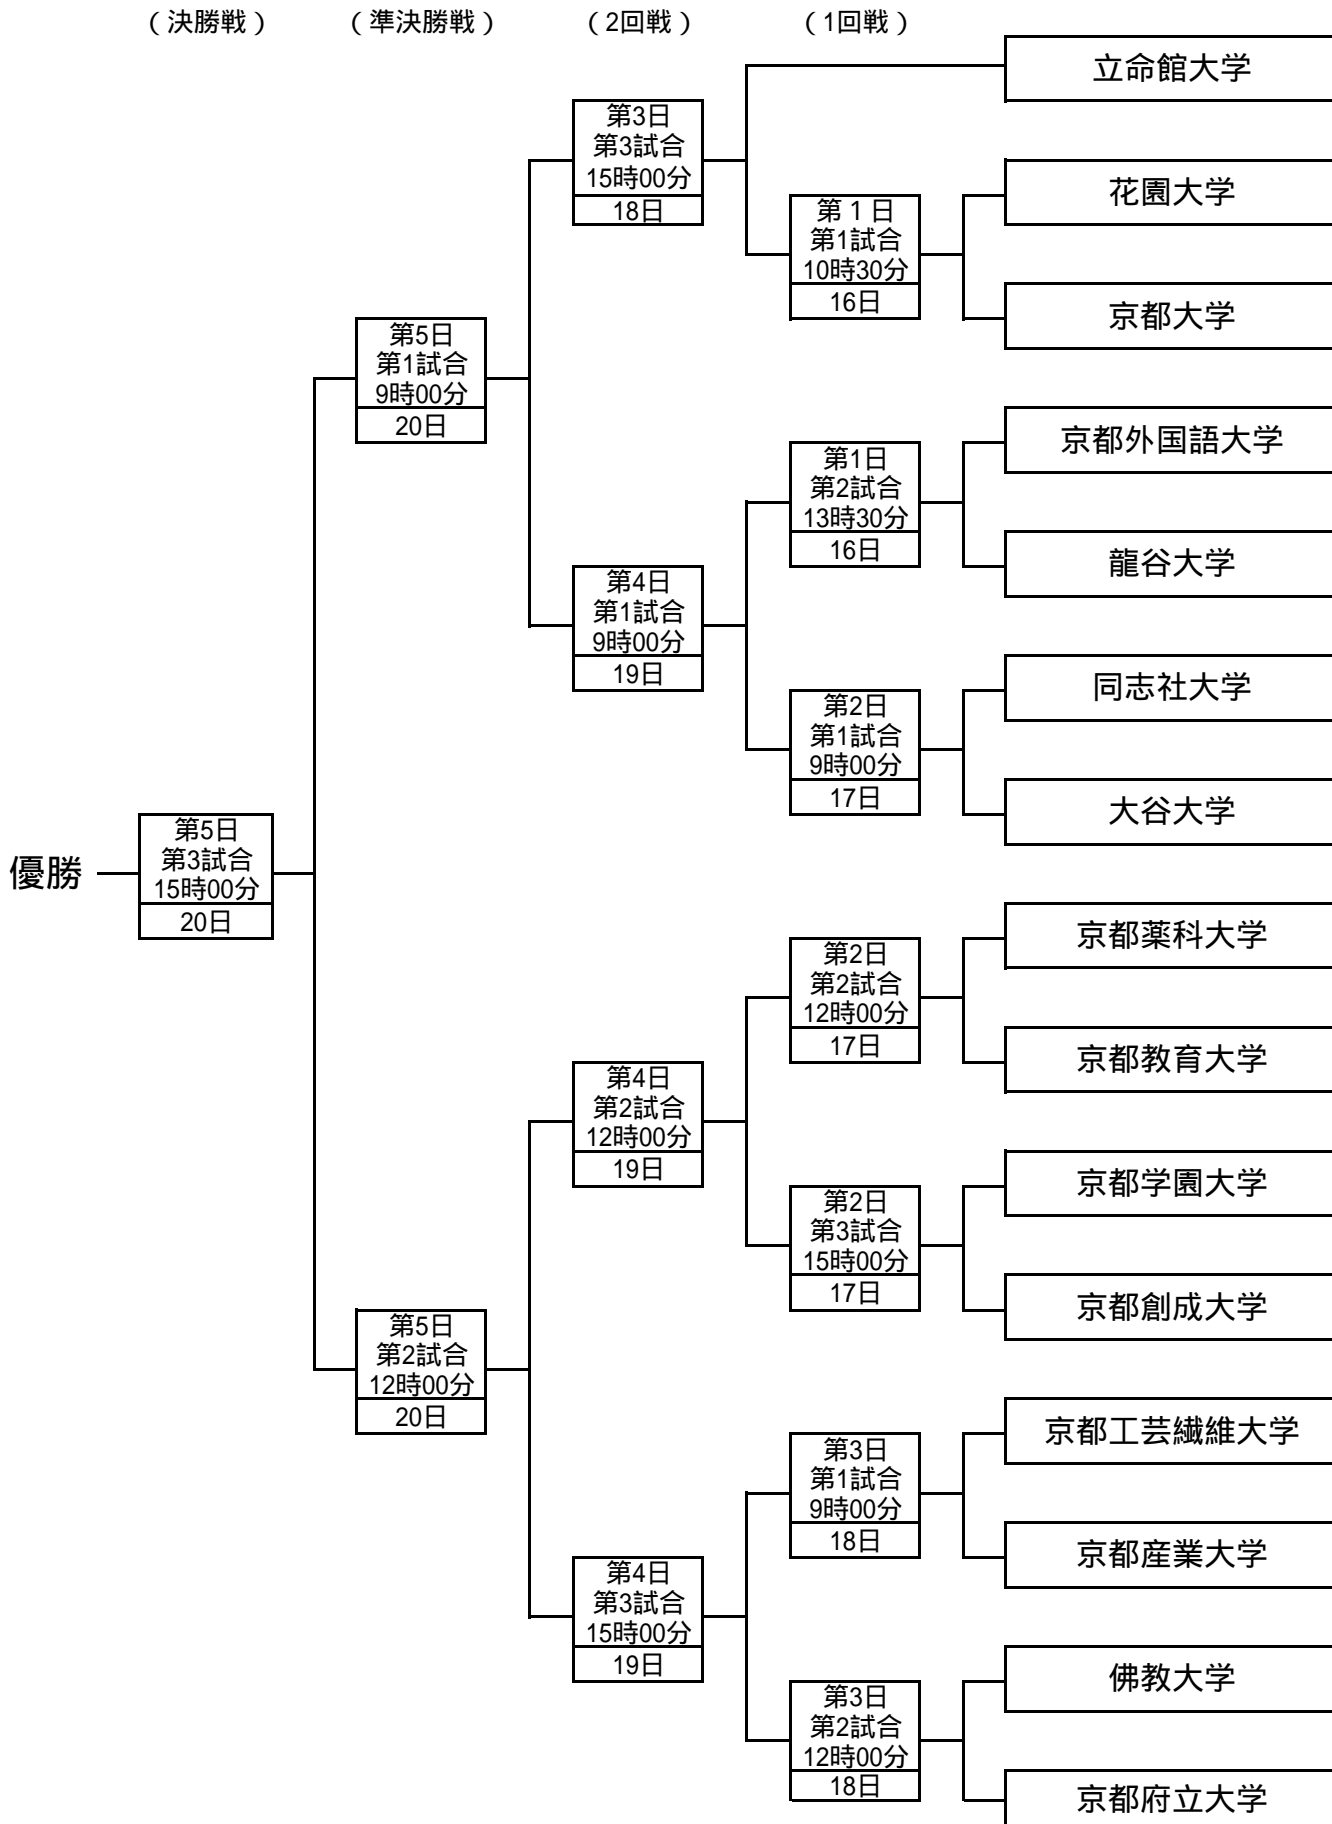 （決勝戦）
（準決勝戦）
（2回戦）
（1回戦）
立命館大学
第3日
第3試合
15時00分
18日
花園大学
第１日
第1試合
10時30分
16日
京都大学
第5日
第1試合
9時00分
20日
京都外国語大学
第1日
第2試合
13時30分
16日
龍谷大学
第4日
第1試合
9時00分
19日
同志社大学
第2日
第1試合
9時00分
17日
大谷大学
優勝
第5日
第3試合
15時00分
20日
京都薬科大学
第2日
第2試合
12時00分
17日
京都教育大学
第4日
第2試合
12時00分
19日
京都学園大学
第2日
第3試合
15時00分
17日
京都創成大学
第5日
第2試合
12時00分
20日
京都工芸繊維大学
第3日
第1試合
9時00分
18日
京都産業大学
第4日
第3試合
15時00分
19日
佛教大学
第3日
第2試合
12時00分
18日
京都府立大学